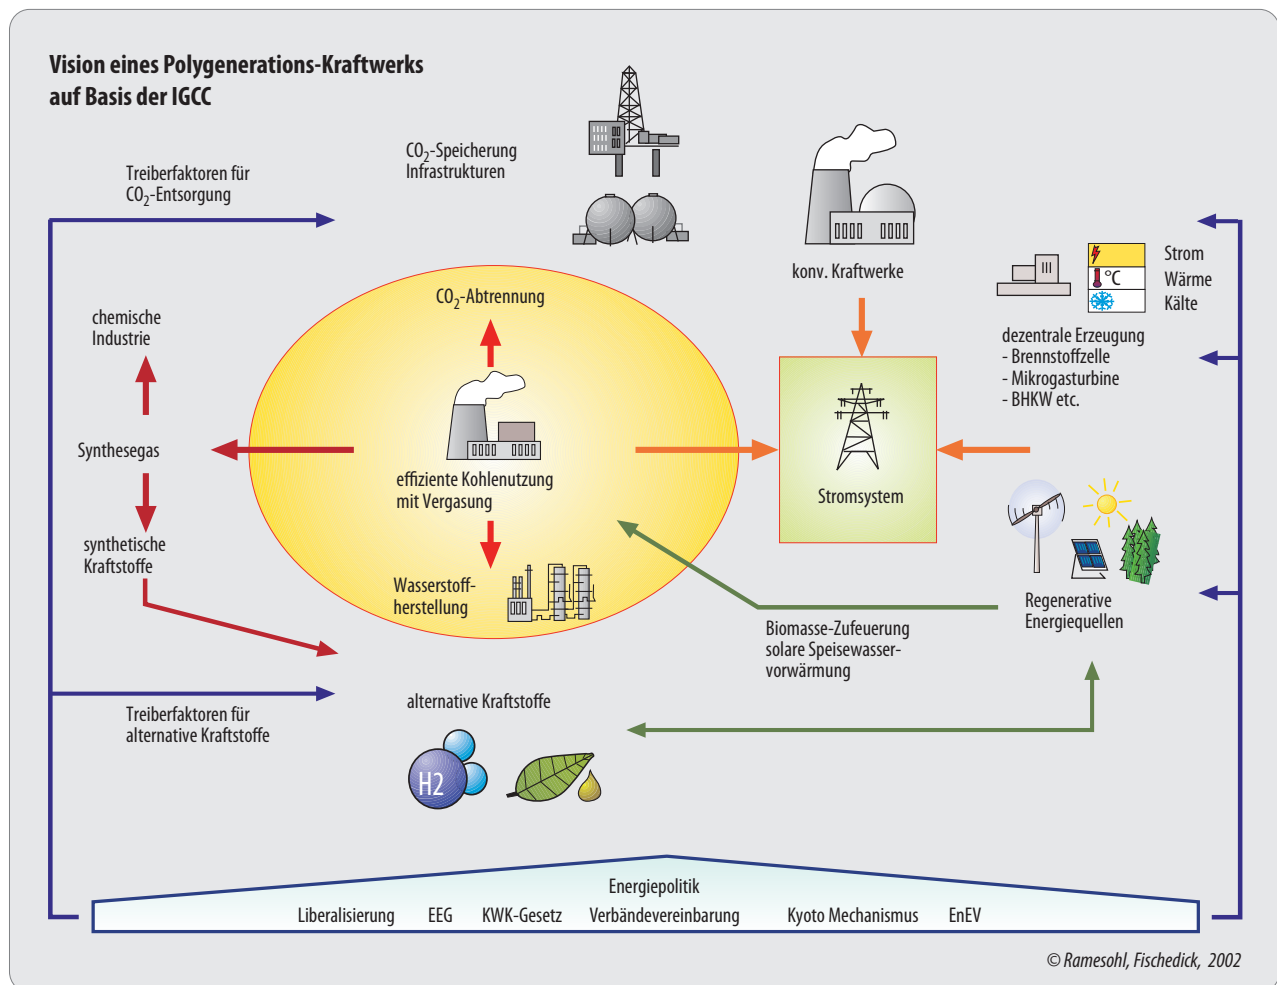 Vision eines Polygenerations-Kraftwerks
auf Basis der IGCC
Treiberfaktoren für
CO₂-Entsorgung
CO₂-Speicherung
Infrastrukturen
konv. Kraftwerke
Strom
°C
Wärme
Kälte
dezentrale Erzeugung
- Brennstoffzelle
- Mikrogasturbine
- BHKW etc.
CO₂-Abtrennung
chemische
Industrie
Synthesegas
synthetische
Kraftstoffe
effiziente Kohlenutzung
mit Vergasung
Wasserstoff-
herstellung
Stromsystem
Regenerative
Energiequellen
Biomasse-Zufeuerung
solare Speisewasser-
vorwärmung
Treiberfaktoren für
alternative Kraftstoffe
alternative Kraftstoffe
H2
Energiepolitik
Liberalisierung EEG KWK-Gesetz Verbändevereinbarung Kyoto Mechanismus EnEV
© Ramesohl, Fischedick, 2002